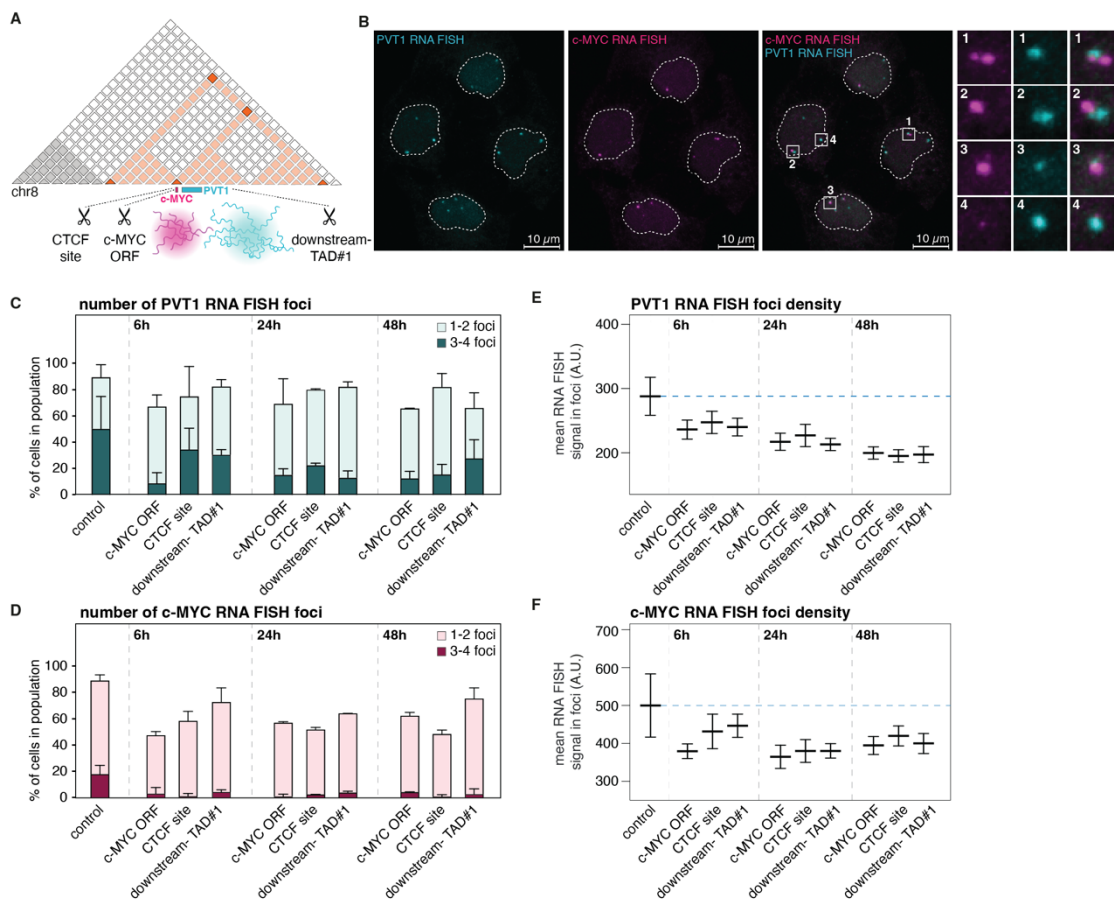 A
chr8
c-MYC
PVT1
CTCF
site
c-MYC
ORF
downstream-
TAD#1
B
PVT1 RNA FISH
c-MYC RNA FISH
c-MYC RNA FISH
PVT1 RNA FISH
1
4
2
3
10 µm
10 µm
10 µm
1 1 1
2 2 2
3 3 3
4 4 4
C
number of PVT1 RNA FISH foci
6h 24h 48h
1-2 foci
3-4 foci
% of cells in population
100
80
60
40
20
0
control
c-MYC ORF
CTCF site
downstream- TAD#1
c-MYC ORF
CTCF site
downstream- TAD#1
c-MYC ORF
CTCF site
downstream- TAD#1
D
number of c-MYC RNA FISH foci
6h 24h 48h
1-2 foci
3-4 foci
% of cells in population
100
80
60
40
20
0
control
c-MYC ORF
CTCF site
downstream- TAD#1
c-MYC ORF
CTCF site
downstream- TAD#1
c-MYC ORF
CTCF site
downstream- TAD#1
E
PVT1 RNA FISH foci density
6h 24h 48h
mean RNA FISH
signal in foci (A.U.)
400
300
200
control
c-MYC ORF
CTCF site
downstream- TAD#1
c-MYC ORF
CTCF site
downstream- TAD#1
c-MYC ORF
CTCF site
downstream- TAD#1
F
c-MYC RNA FISH foci density
6h 24h 48h
mean RNA FISH
signal in foci (A.U.)
700
600
500
400
300
control
c-MYC ORF
CTCF site
downstream- TAD#1
c-MYC ORF
CTCF site
downstream- TAD#1
c-MYC ORF
CTCF site
downstream- TAD#1